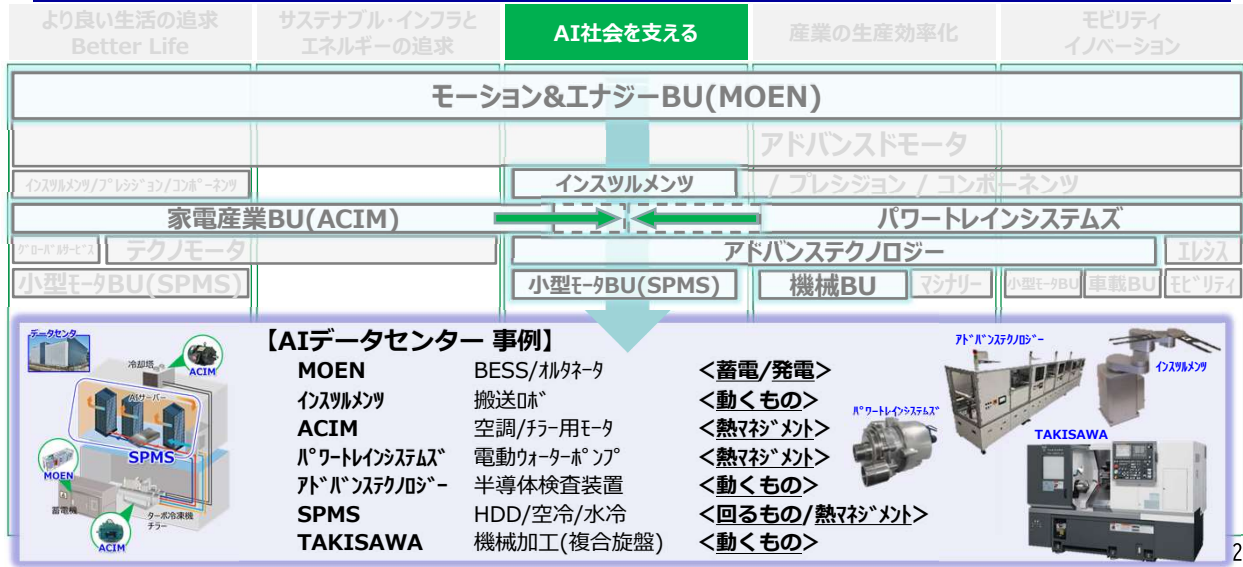 より良い生活の追求
Better Life
サステナブル・インフラと
エネルギーの追求
AI社会を支える
産業の生産効率化
モビリティ
イノベーション
モーション&エナジーBU(MOEN)
アドバンスドモータ
インスツルメンツ/プレシジョン/コンポーネンツ
インスツルメンツ
/ プレシジョン / コンポーネンツ
家電産業BU(ACIM)
パワートレインシステムズ
グローバルサービス
テクノモータ
アドバンステクノロジー
エレシス
小型モータBU(SPMS)
小型モータBU(SPMS)
機械BU
マシナリー
小型モータBU
車載BU
モビリティ
データセンタ
冷却塔
ACIM
AIサーバー
SPMS
MOEN
蓄電機
ターボ冷凍機
チラー
ACIM
【AIデータセンター 事例】
MOEN BESS/オルタネータ <蓄電/発電>
インスツルメンツ 搬送ロボ <動くもの>
ACIM 空調/チラー用モータ <熱マネジメント>
パワートレインシステムズ 電動ウォーターポンプ <熱マネジメント>
アドバンステクノロジー 半導体検査装置 <動くもの>
SPMS HDD/空冷/水冷 <回るもの/熱マネジメント>
TAKISAWA 機械加工(複合旋盤) <動くもの>
アドバンステクノロジー
インスツルメンツ
パワートレインシステムズ
TAKISAWA
2